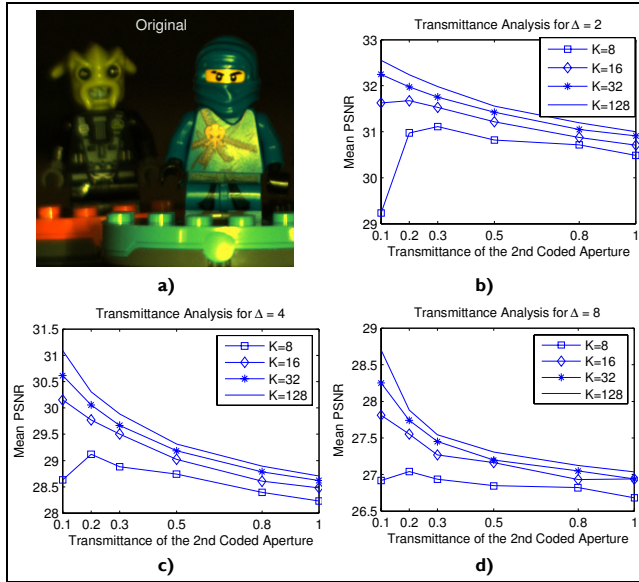 Original
a)
Transmittance Analysis for Δ = 2
Mean PSNR
33
32
31
30
29
0.1 0.2 0.3 0.5 0.8 1
K=8
K=16
K=32
K=128
Transmittance of the 2nd Coded Aperture
b)
Transmittance Analysis for Δ = 4
Mean PSNR
31.5
31
30.5
30
29.5
29
28.5
28
0.1 0.2 0.3 0.5 0.8 1
K=8
K=16
K=32
K=128
Transmittance of the 2nd Coded Aperture
c)
Transmittance Analysis for Δ = 8
Mean PSNR
29
28.5
28
27.5
27
26.5
0.1 0.2 0.3 0.5 0.8 1
K=8
K=16
K=32
K=128
Transmittance of the 2nd Coded Aperture
d)